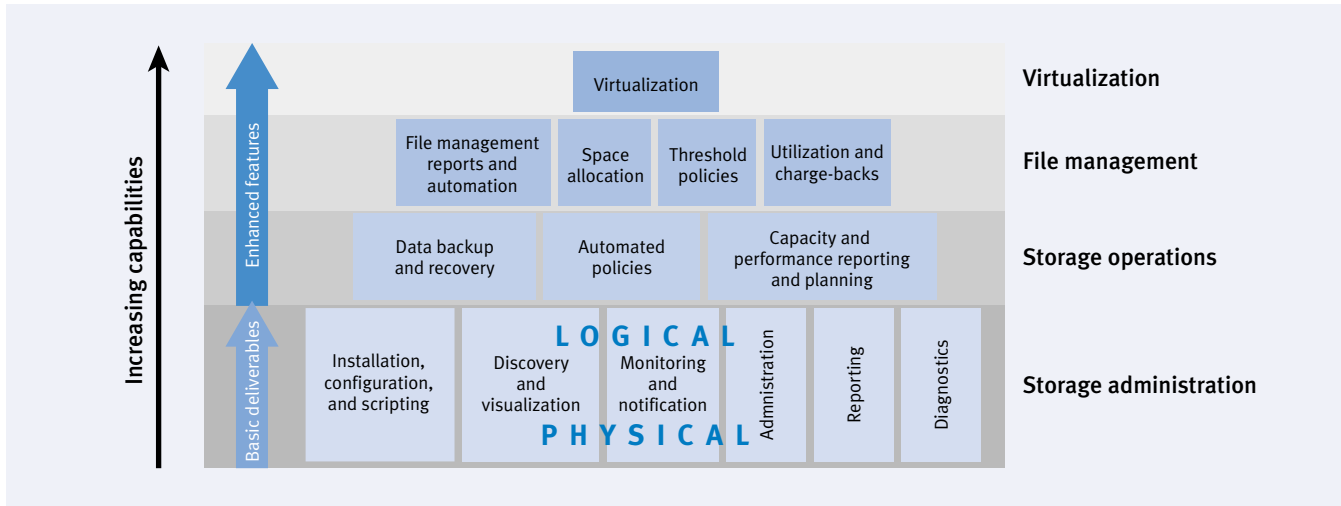 Increasing capabilities
Enhanced features
Basic deliverables
Virtualization
Virtualization
File management
reports and
automation
Space
allocation
Threshold
policies
Utilization and
charge-backs
File management
Data backup
and recovery
Automated
policies
Capacity and
performance reporting
and planning
Storage operations
LOGICAL
Installation,
configuration,
and scripting
Discovery
and
visualization
Monitoring
and
notification
Admnistration
Reporting
Diagnostics
PHYSICAL
Storage administration